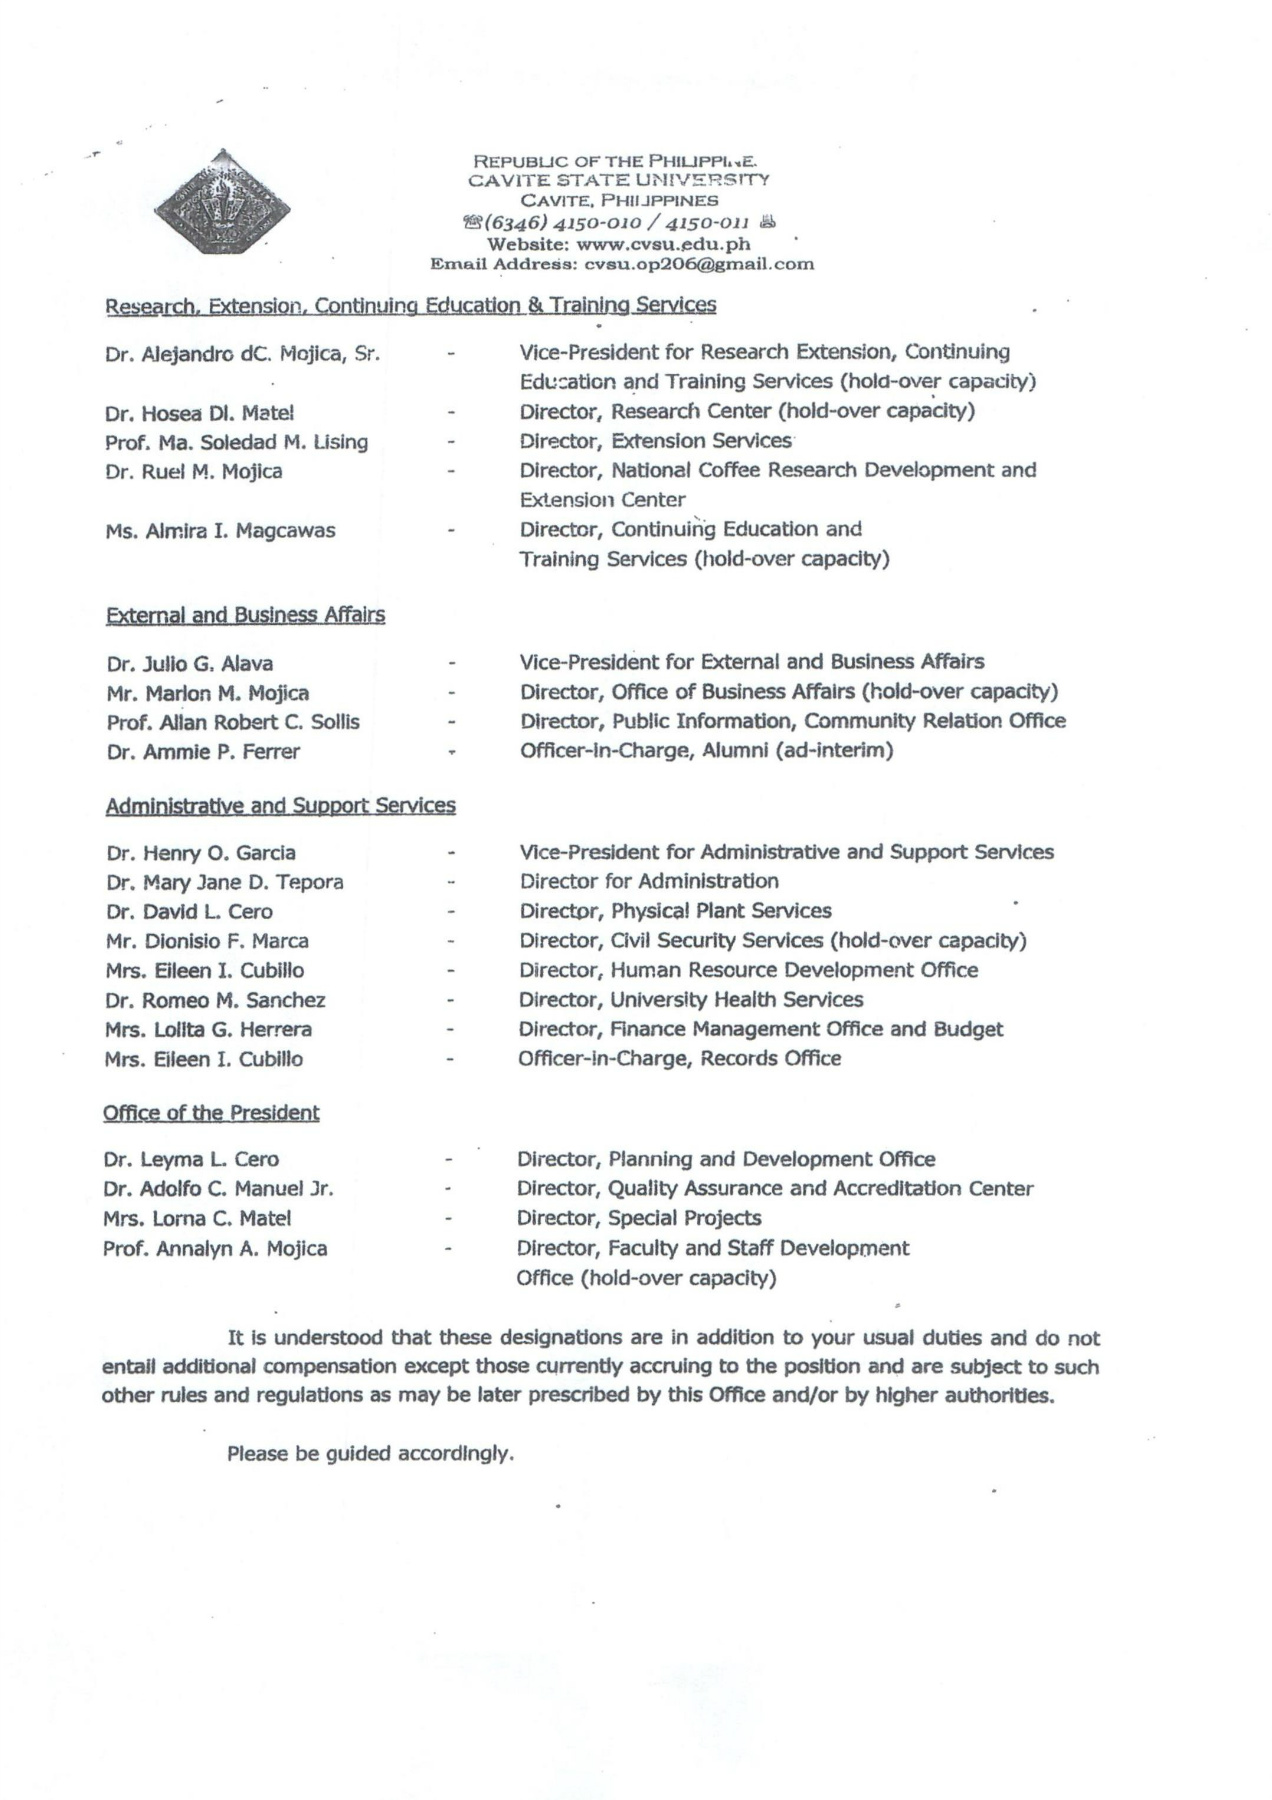 REPUBLIC OF THE PHILIPPINE.
CAVITE STATE UNIVERSITY
CAVITE, PHILIPPINES
☎(6346) 4150-010 / 4150-011
Website: www.cvsu.edu.ph
Email Address: cvsu.op206@gmail.com
Research, Extension, Continuing Education & Training Services
Dr. Alejandro dC. Mojica, Sr. - Vice-President for Research Extension, Continuing
Education and Training Services (hold-over capacity)
Dr. Hosea Dl. Matel - Director, Research Center (hold-over capacity)
Prof. Ma. Soledad M. Lising - Director, Extension Services
Dr. Ruel M. Mojica - Director, National Coffee Research Development and
Extension Center
Ms. Almira I. Magcawas - Director, Continuing Education and
Training Services (hold-over capacity)
External and Business Affairs
Dr. Julio G. Alava - Vice-President for External and Business Affairs
Mr. Marlon M. Mojica - Director, Office of Business Affairs (hold-over capacity)
Prof. Allan Robert C. Sollis - Director, Public Information, Community Relation Office
Dr. Ammie P. Ferrer - Officer-in-Charge, Alumni (ad-interim)
Administrative and Support Services
Dr. Henry O. Garcia - Vice-President for Administrative and Support Services
Dr. Mary Jane D. Tepora - Director for Administration
Dr. David L. Cero - Director, Physical Plant Services
Mr. Dionisio F. Marca - Director, Civil Security Services (hold-over capacity)
Mrs. Eileen I. Cubillo - Director, Human Resource Development Office
Dr. Romeo M. Sanchez - Director, University Health Services
Mrs. Lolita G. Herrera - Director, Finance Management Office and Budget
Mrs. Eileen I. Cubillo - Officer-in-Charge, Records Office
Office of the President
Dr. Leyma L. Cero - Director, Planning and Development Office
Dr. Adolfo C. Manuel Jr. - Director, Quality Assurance and Accreditation Center
Mrs. Lorna C. Matel - Director, Special Projects
Prof. Annalyn A. Mojica - Director, Faculty and Staff Development
Office (hold-over capacity)
It is understood that these designations are in addition to your usual duties and do not
entail additional compensation except those currently accruing to the position and are subject to such
other rules and regulations as may be later prescribed by this Office and/or by higher authorities.
Please be guided accordingly.